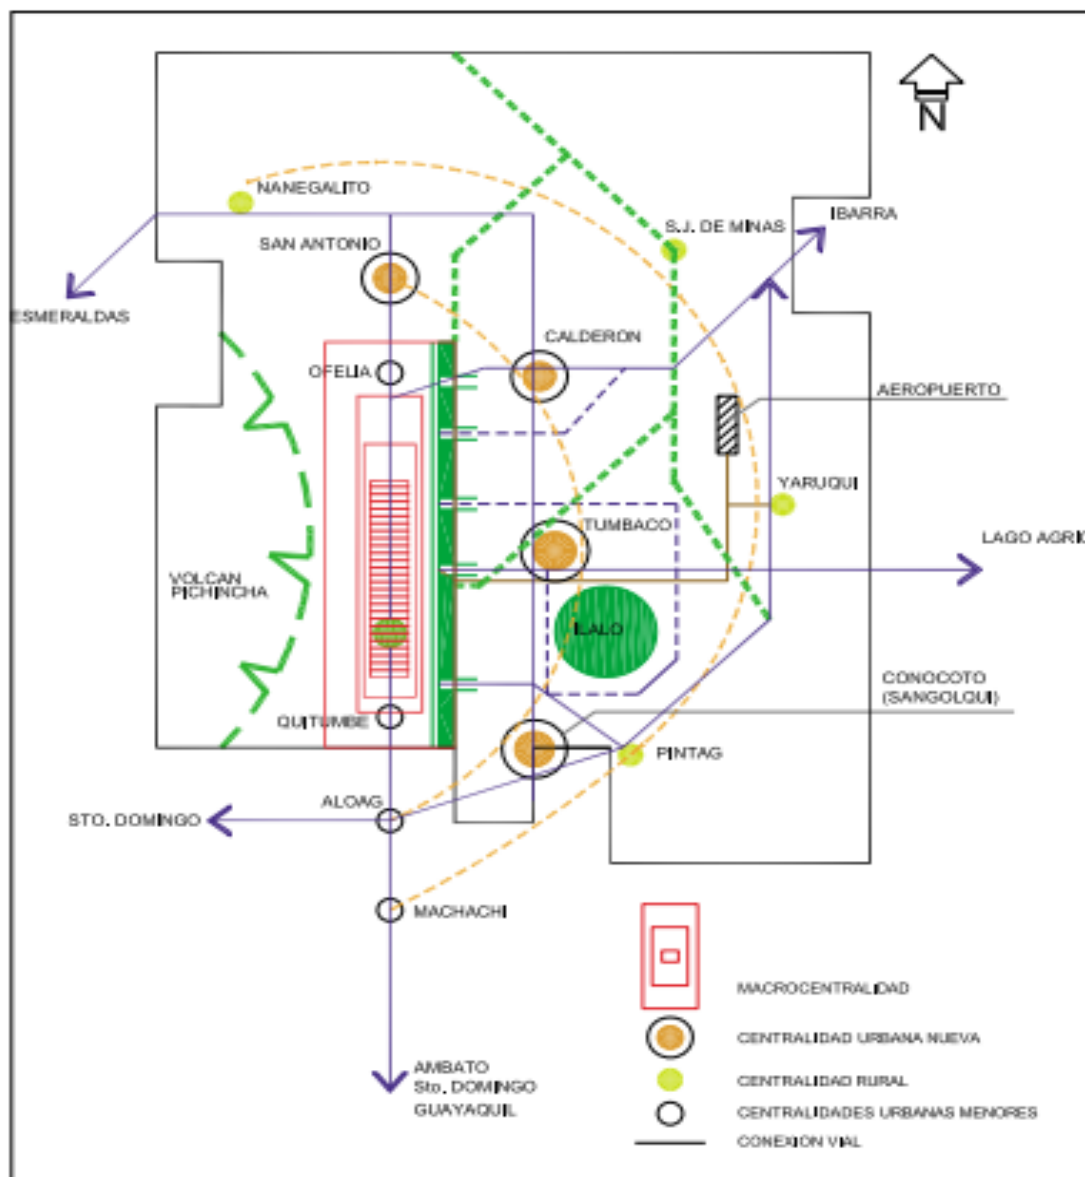 N
NANEGALITO
S.J. DE MINAS
IBARRA
SAN ANTONIO
ESMERALDAS
CALDERON
OFELIA
AEROPUERTO
YARUQUI
TUMBACO
LAGO AGRIO
VOLCAN
PICHINCHA
ILALO
CONOCOTO
(SANGOLQUI)
QUITUMBE
PINTAG
ALOAG
STO. DOMINGO
MACHACHI
MACROCENTRALIDAD
CENTRALIDAD URBANA NUEVA
AMBATO
Sto. DOMINGO
GUAYAQUIL
CENTRALIDAD RURAL
CENTRALIDADES URBANAS MENORES
CONEXION VIAL